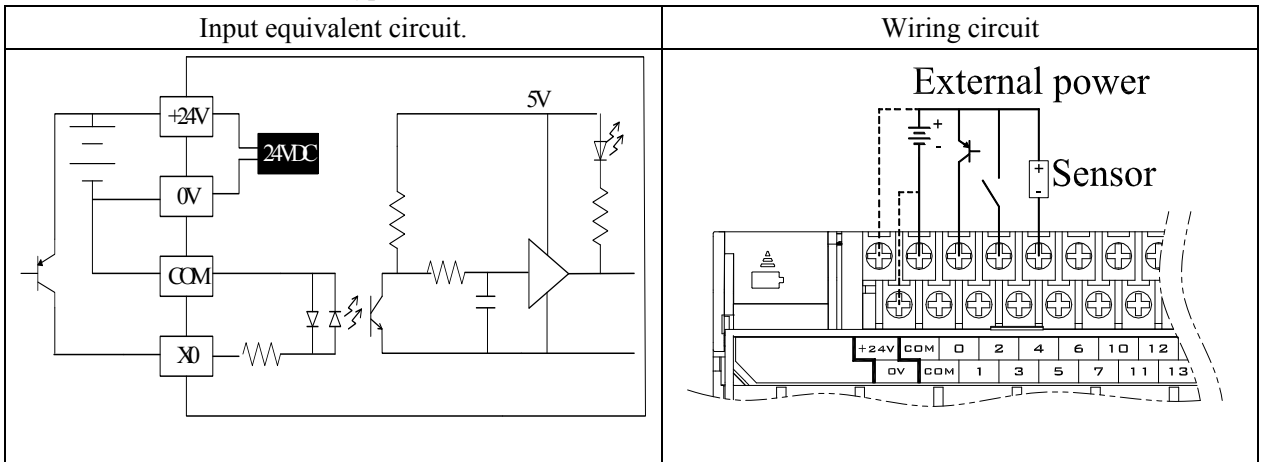 Input equivalent circuit.
Wiring circuit
+24V
24VDC
0V
COM
X0
5V
External power
+
-
+
-
Sensor
+24V COM 0 2 4 6 10 12
0V COM 1 3 5 7 11 13